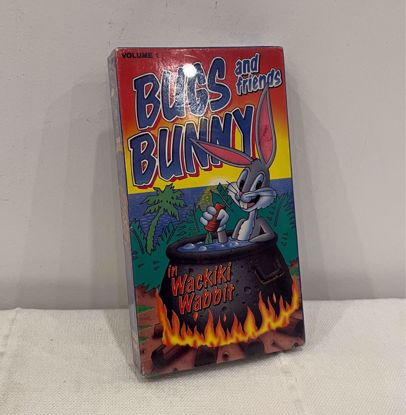 VOLUME 1
BUGS
and
friends
BUNNY
in
Wackiki
Wabbit